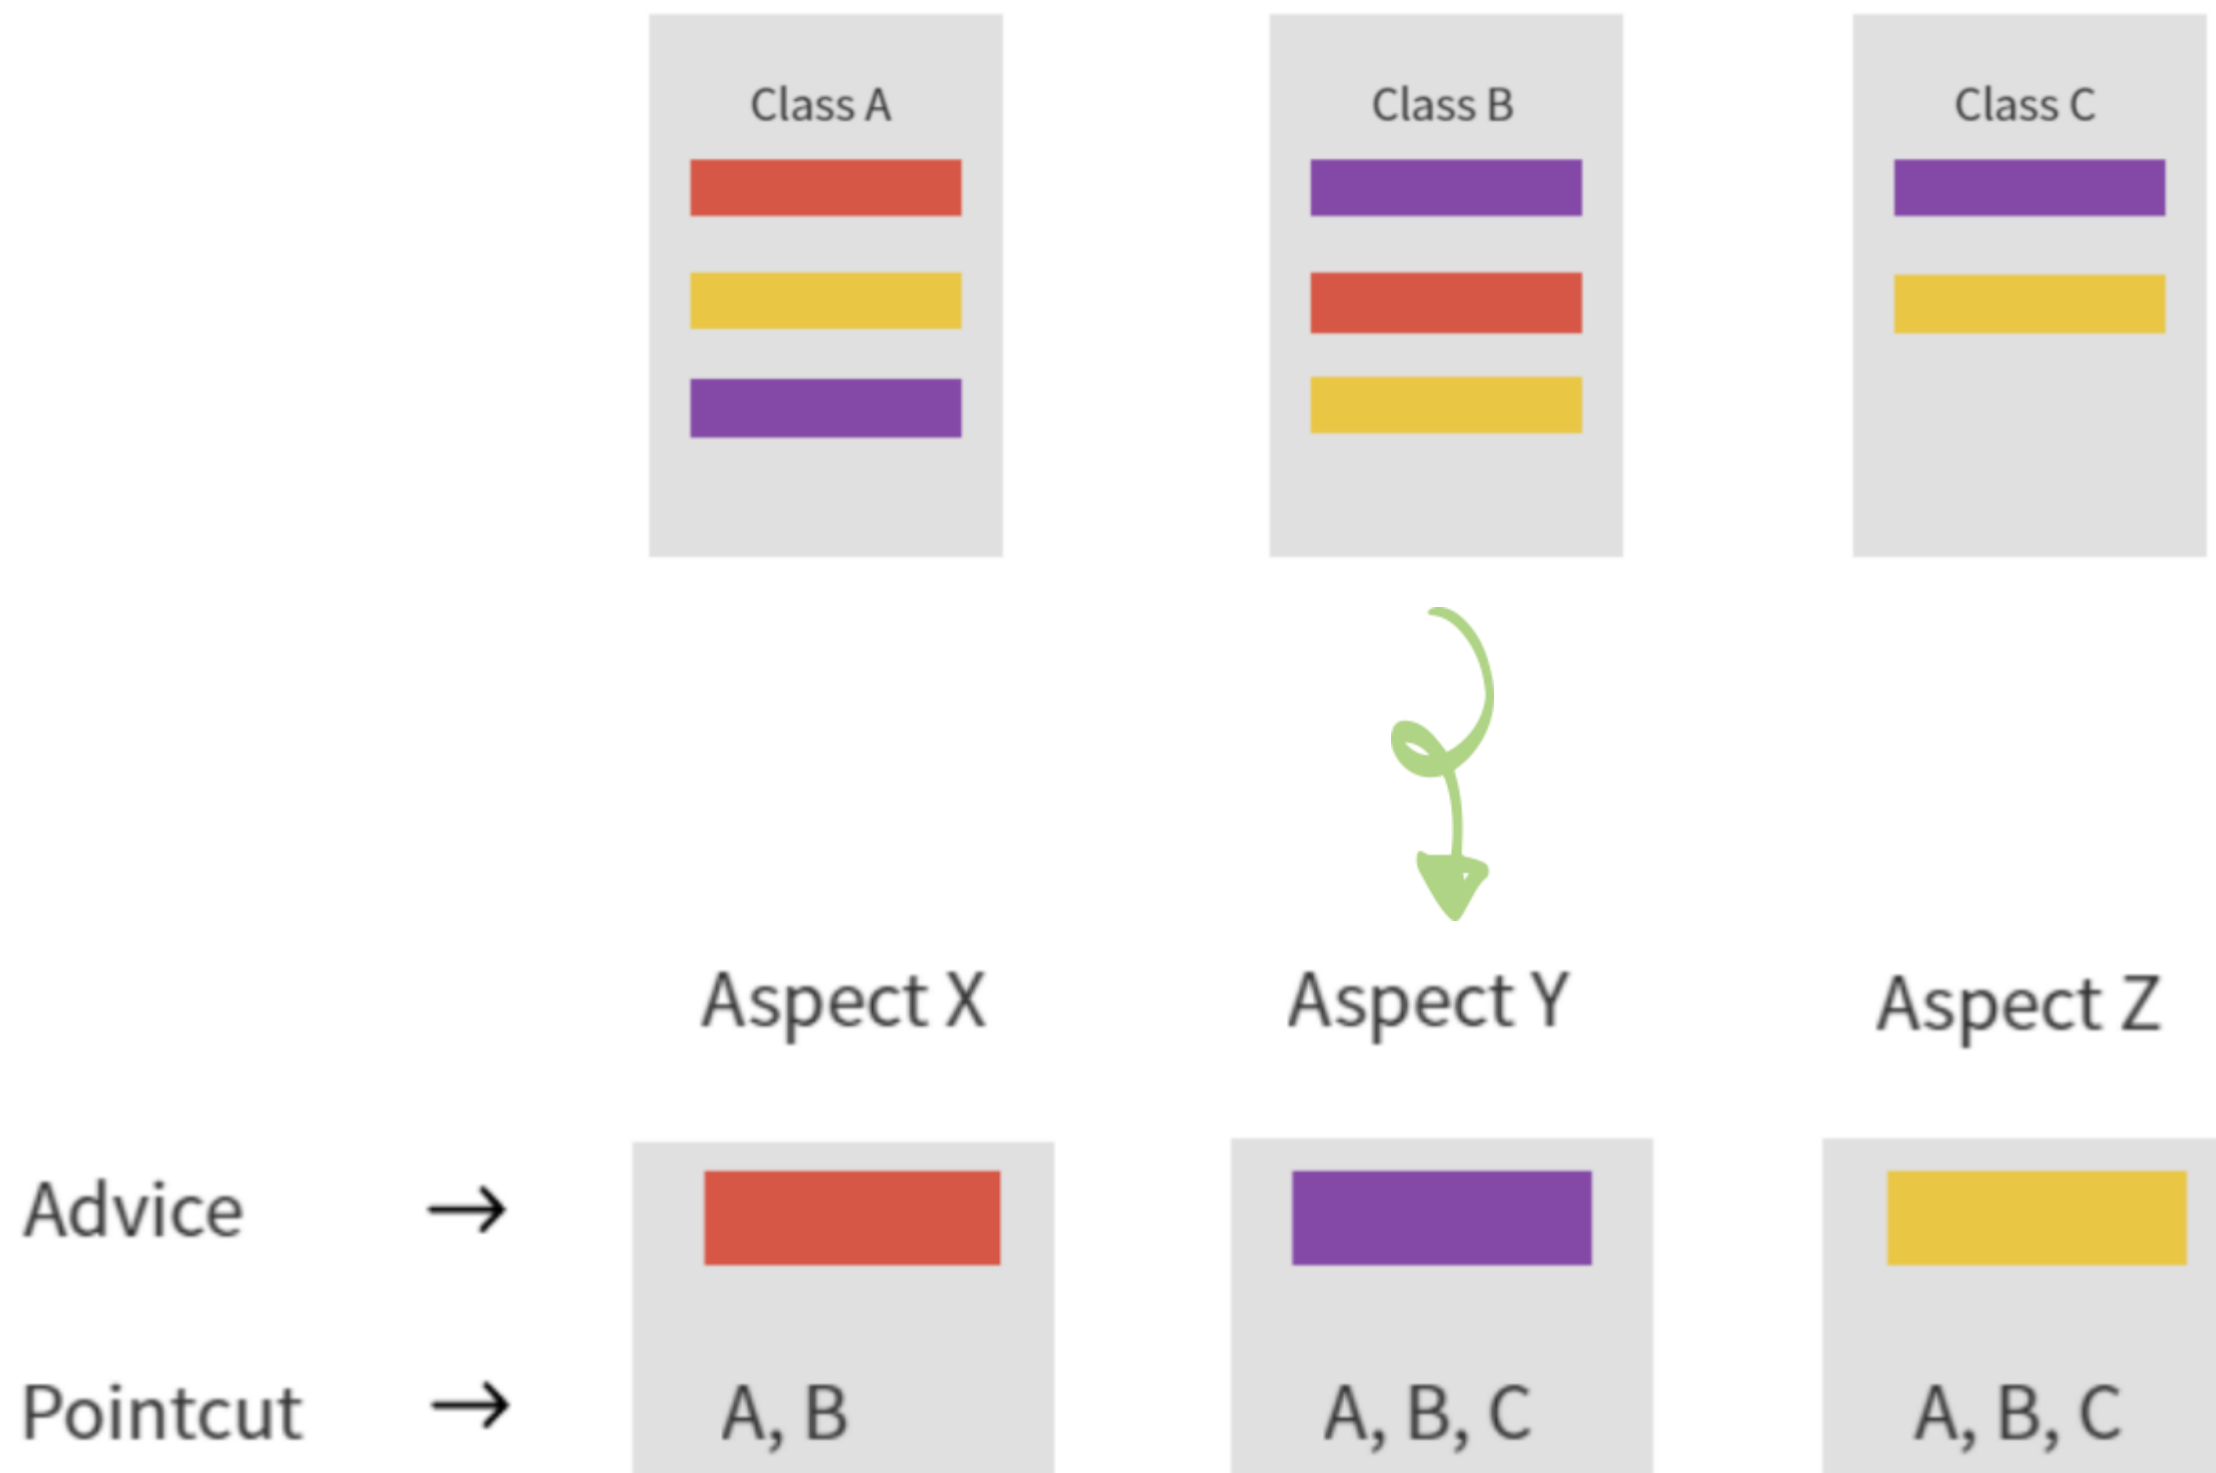 Class A
Class B
Class C
Aspect X
Aspect Y
Aspect Z
Advice →
Pointcut → A, B
A, B, C
A, B, C